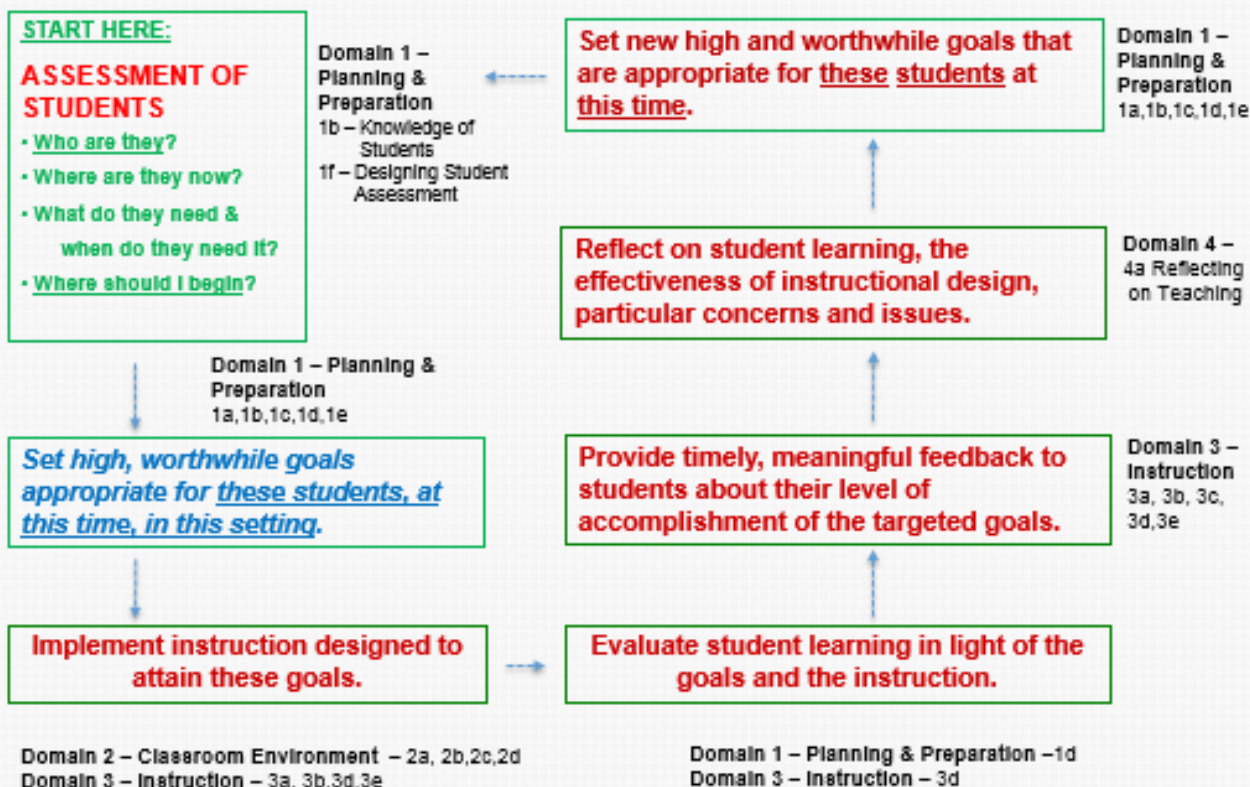 START HERE:
ASSESSMENT OF
STUDENTS
• Who are they?
• Where are they now?
• What do they need &
when do they need it?
• Where should I begin?
Domain 1 –
Planning &
Preparation
1b – Knowledge of
Students
1f – Designing Student
Assessment
Domain 1 – Planning &
Preparation
1a,1b,1c,1d,1e
Set high, worthwhile goals
appropriate for these students, at
this time, in this setting.
Implement instruction designed to
attain these goals.
Domain 2 – Classroom Environment – 2a, 2b,2c,2d
Domain 3 – Instruction – 3a, 3b,3d,3e
Evaluate student learning in light of the
goals and the instruction.
Domain 1 – Planning & Preparation –1d
Domain 3 – Instruction – 3d
Provide timely, meaningful feedback to
students about their level of
accomplishment of the targeted goals.
Domain 3 –
Instruction
3a, 3b, 3c,
3d,3e
Reflect on student learning, the
effectiveness of instructional design,
particular concerns and issues.
Domain 4 –
4a Reflecting
on Teaching
Set new high and worthwhile goals that
are appropriate for these students at
this time.
Domain 1 –
Planning &
Preparation
1a,1b,1c,1d,1e